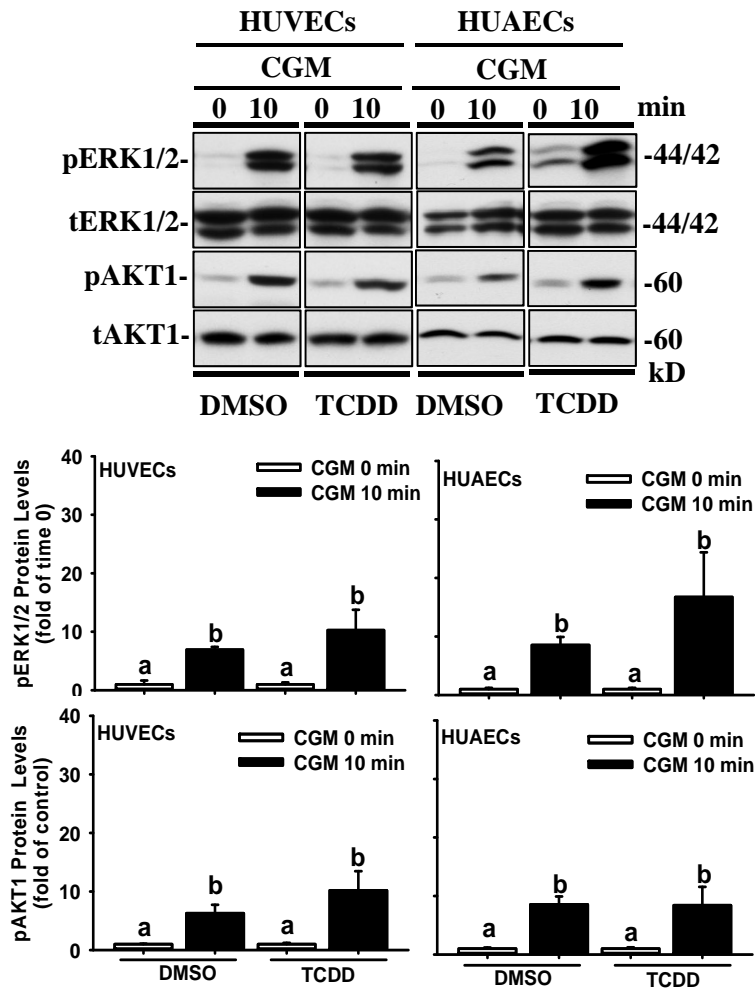 HUVECs HUAECs
CGM CGM
0 10 0 10 0 10 0 10 min
pERK1/2- -44/42
tERK1/2- -44/42
pAKT1- -60
tAKT1- -60
kD
DMSO TCDD DMSO TCDD
pERK1/2 Protein Levels
(fold of time 0)
40
30
20
10
0
HUVECs
CGM 0 min
CGM 10 min
a b a b
HUAECs
CGM 0 min
CGM 10 min
a b a b
pAKT1 Protein Levels
(fold of control)
40
30
20
10
0
HUVECs
CGM 0 min
CGM 10 min
a b a b
DMSO TCDD
HUAECs
CGM 0 min
CGM 10 min
a b a b
DMSO TCDD